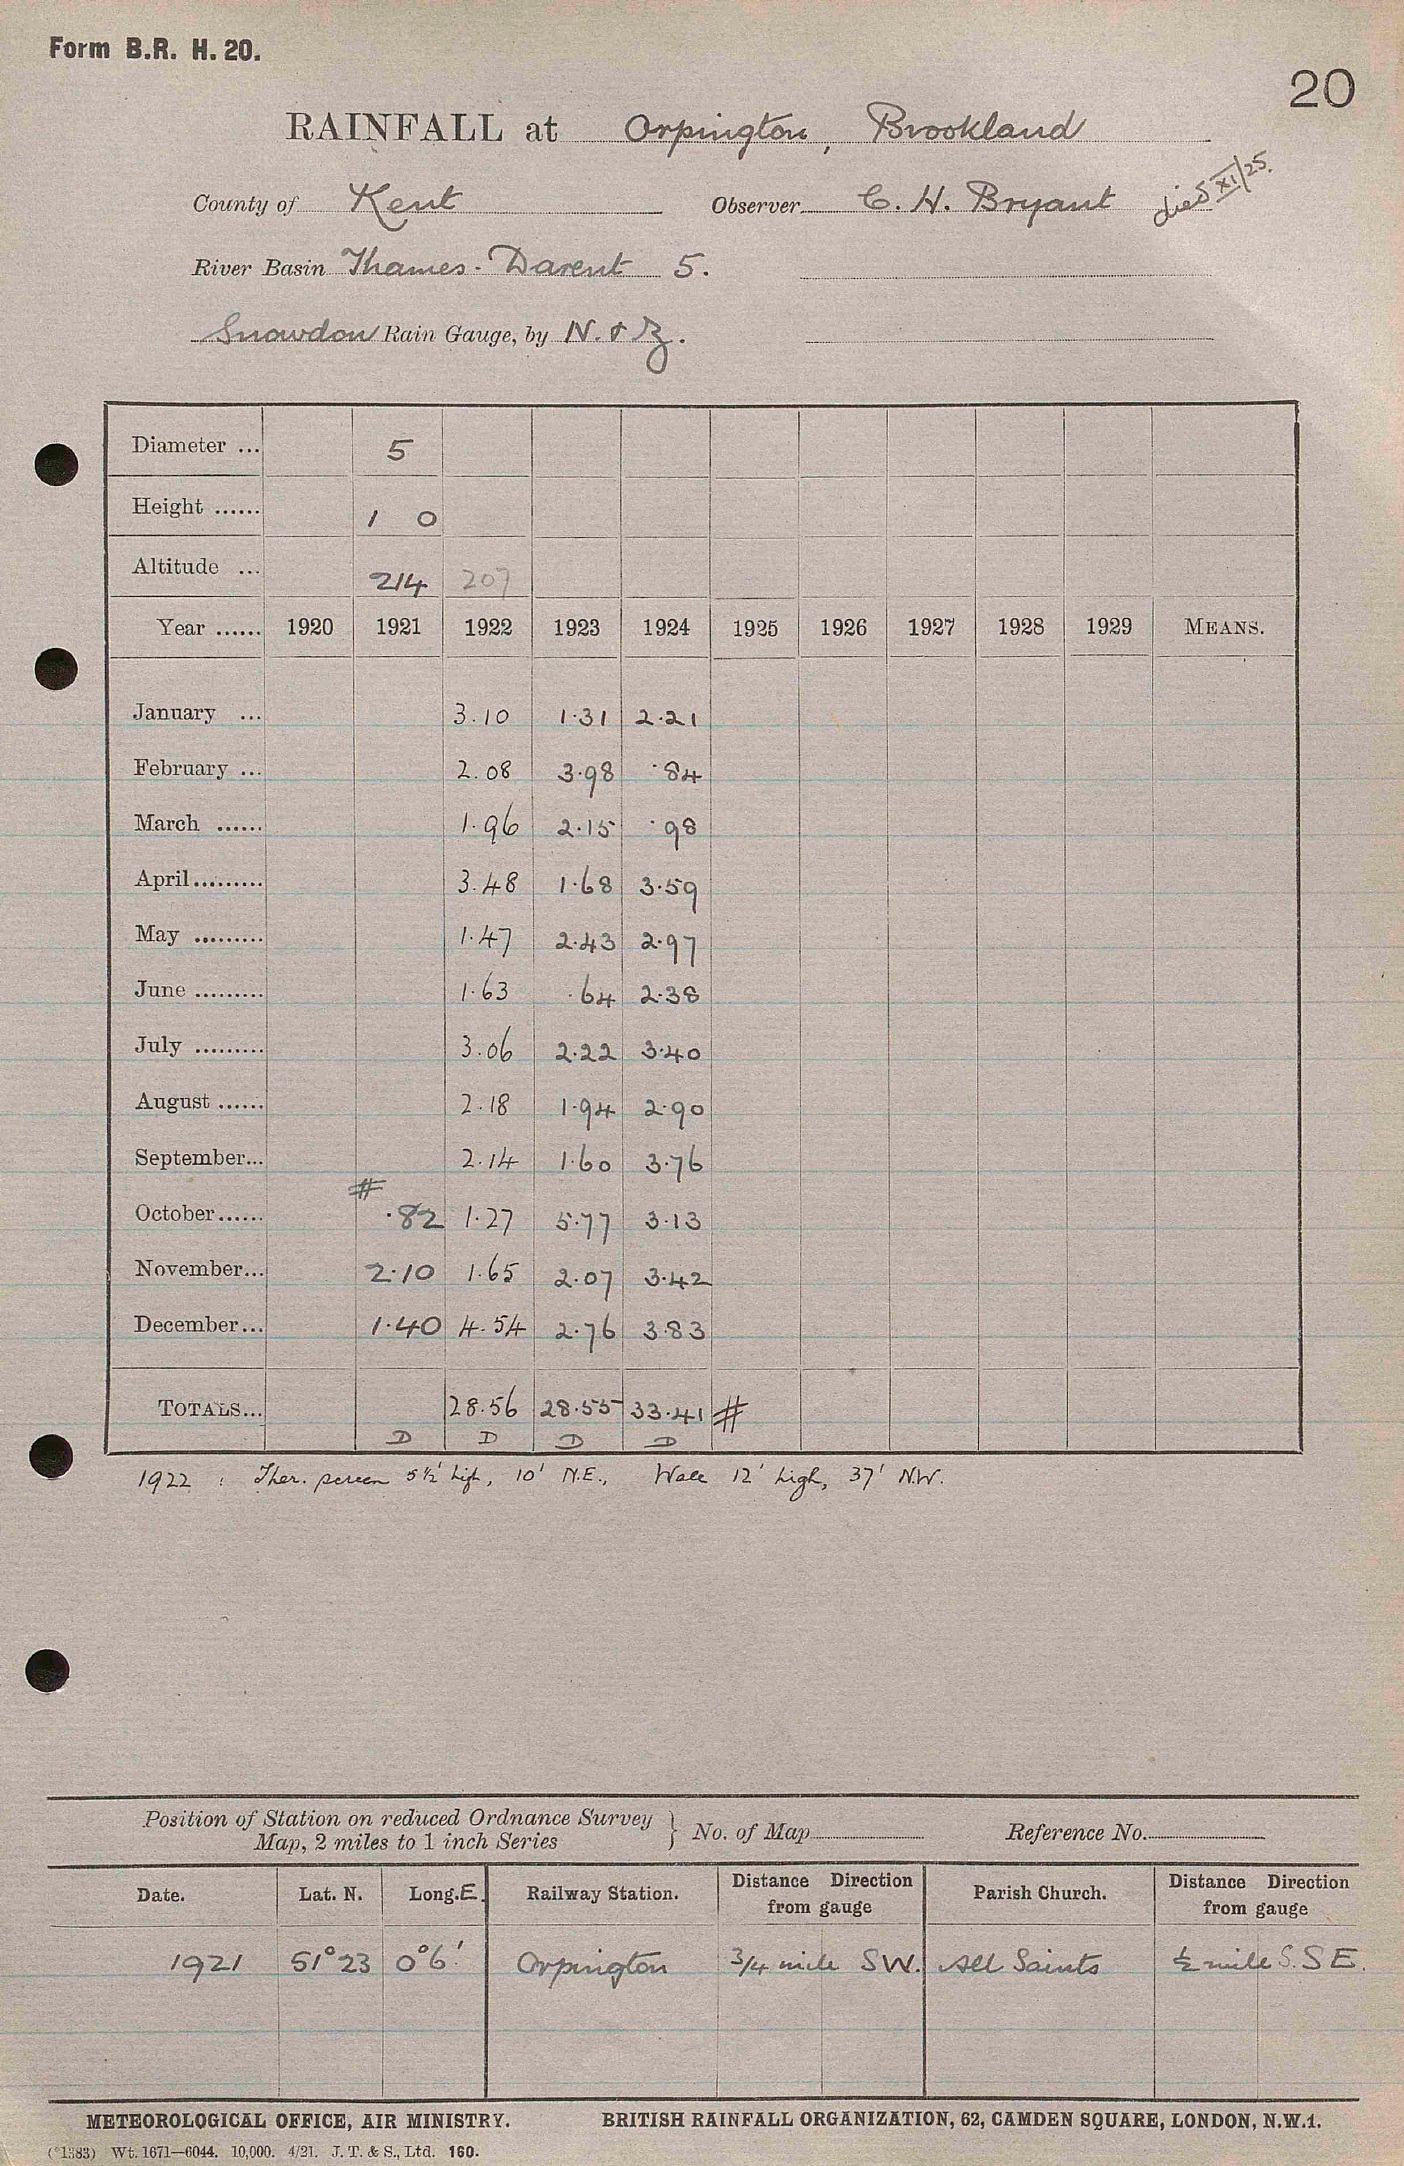 Form B.R. H. 20.
20
RAINFALL at Orpington, Brookland
County of Kent Observer C. H. Bryant died XI/25.
River Basin Thames - Darent 5.
Snowdon Rain Gauge, by N. & Z.
Diameter ... 5
Height ...... 1 0
Altitude ... 214 207
Year ...... 1920 1921 1922 1923 1924 1925 1926 1927 1928 1929 MEANS.
January ... 3.10 1.31 2.21
February ... 2.08 3.98 .84
March ...... 1.96 2.15 .98
April......... 3.48 1.68 3.59
May ......... 1.47 2.43 2.97
June ......... 1.63 .64 2.38
July ......... 3.06 2.22 3.40
August ...... 2.18 1.94 2.90
September... 2.14 1.60 3.76
#
October...... .82 1.27 5.77 3.13
November... 2.10 1.65 2.07 3.42
December... 1.40 4.54 2.76 3.83
TOTALS... 28.56 28.55 33.41 #
D D D D
1922 : Ther. screen 5½' high, 10' N.E., Wall 12' high, 37' N.W.
Position of Station on reduced Ordnance Survey
Map, 2 miles to 1 inch Series } No. of Map Reference No.
Date. Lat. N. Long. E. Railway Station. Distance Direction from gauge Parish Church. Distance Direction from gauge
1921 51°23 0°6' Orpington 3/4 mile SW. All Saints ½ mile S.S E.
METEOROLOGICAL OFFICE, AIR MINISTRY. BRITISH RAINFALL ORGANIZATION, 62, CAMDEN SQUARE, LONDON, N.W.1.
(*1383) Wt. 1671—6044. 10,000. 4/21. J. T. & S., Ltd. 160.